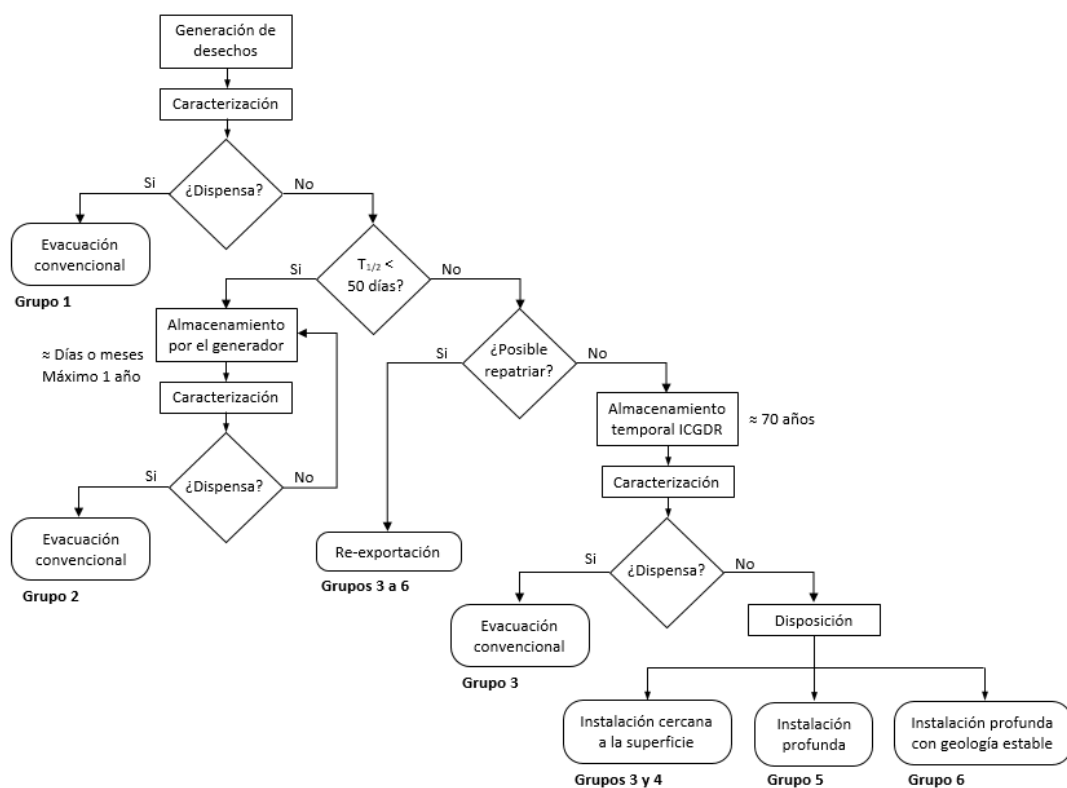 Generación de
desechos
Caracterización
¿Dispensa?
Si
No
Evacuación
convencional
Grupo 1
T1/2 <
50 días?
Si
No
Almacenamiento
por el generador
≈ Días o meses
Máximo 1 año
Caracterización
¿Dispensa?
Si
No
Evacuación
convencional
Grupo 2
¿Posible
repatriar?
Si
No
Re-exportación
Grupos 3 a 6
Almacenamiento
temporal ICGDR
≈ 70 años
Caracterización
¿Dispensa?
Si
No
Evacuación
convencional
Grupo 3
Disposición
Instalación cercana
a la superficie
Grupos 3 y 4
Instalación
profunda
Grupo 5
Instalación profunda
con geología estable
Grupo 6